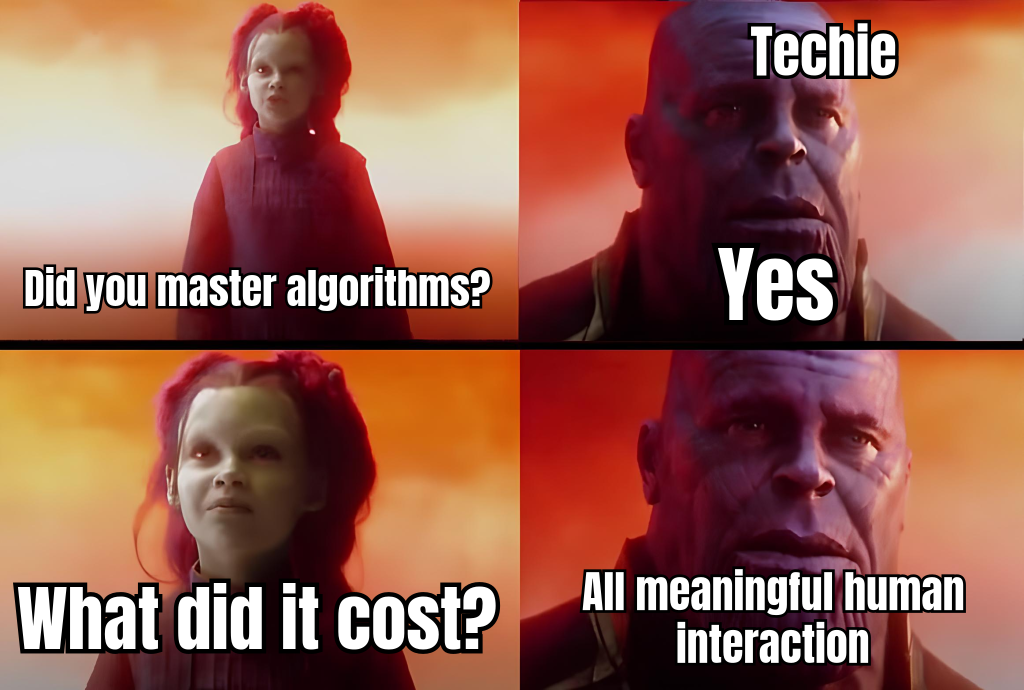 Did you master algorithms?
Techie
Yes
What did it cost?
All meaningful human
interaction